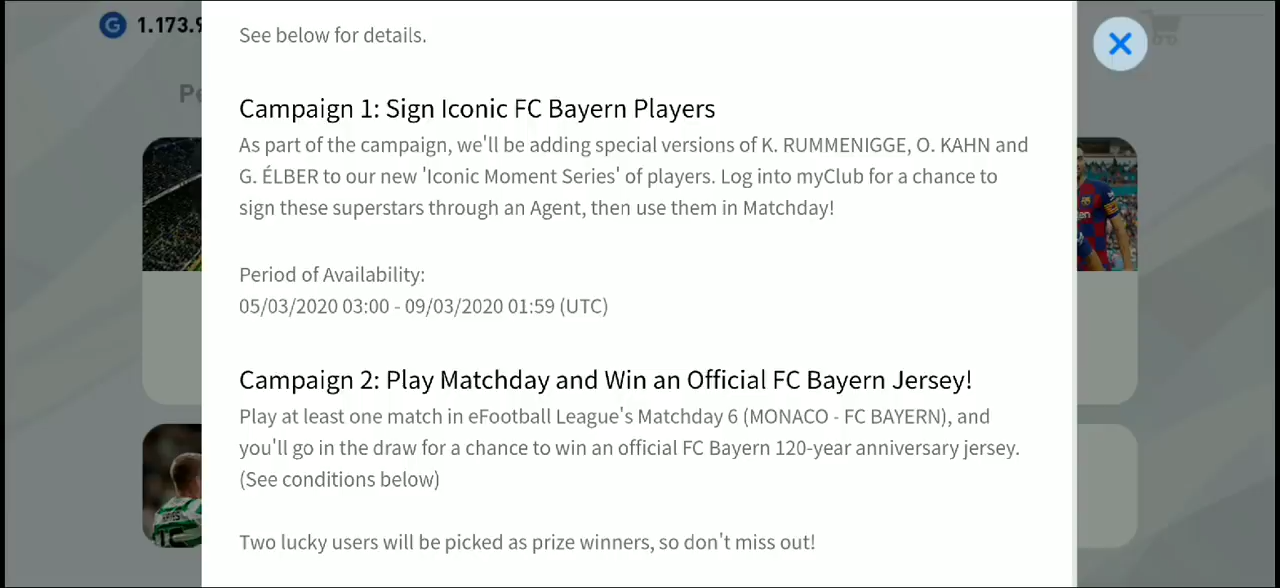 G 1.173.9
See below for details.
Campaign 1: Sign Iconic FC Bayern Players
As part of the campaign, we'll be adding special versions of K. RUMMENIGGE, O. KAHN and
G. ÉLBER to our new 'Iconic Moment Series' of players. Log into myClub for a chance to
sign these superstars through an Agent, then use them in Matchday!
Period of Availability:
05/03/2020 03:00 - 09/03/2020 01:59 (UTC)
Campaign 2: Play Matchday and Win an Official FC Bayern Jersey!
Play at least one match in eFootball League's Matchday 6 (MONACO - FC BAYERN), and
you'll go in the draw for a chance to win an official FC Bayern 120-year anniversary jersey.
(See conditions below)
Two lucky users will be picked as prize winners, so don't miss out!